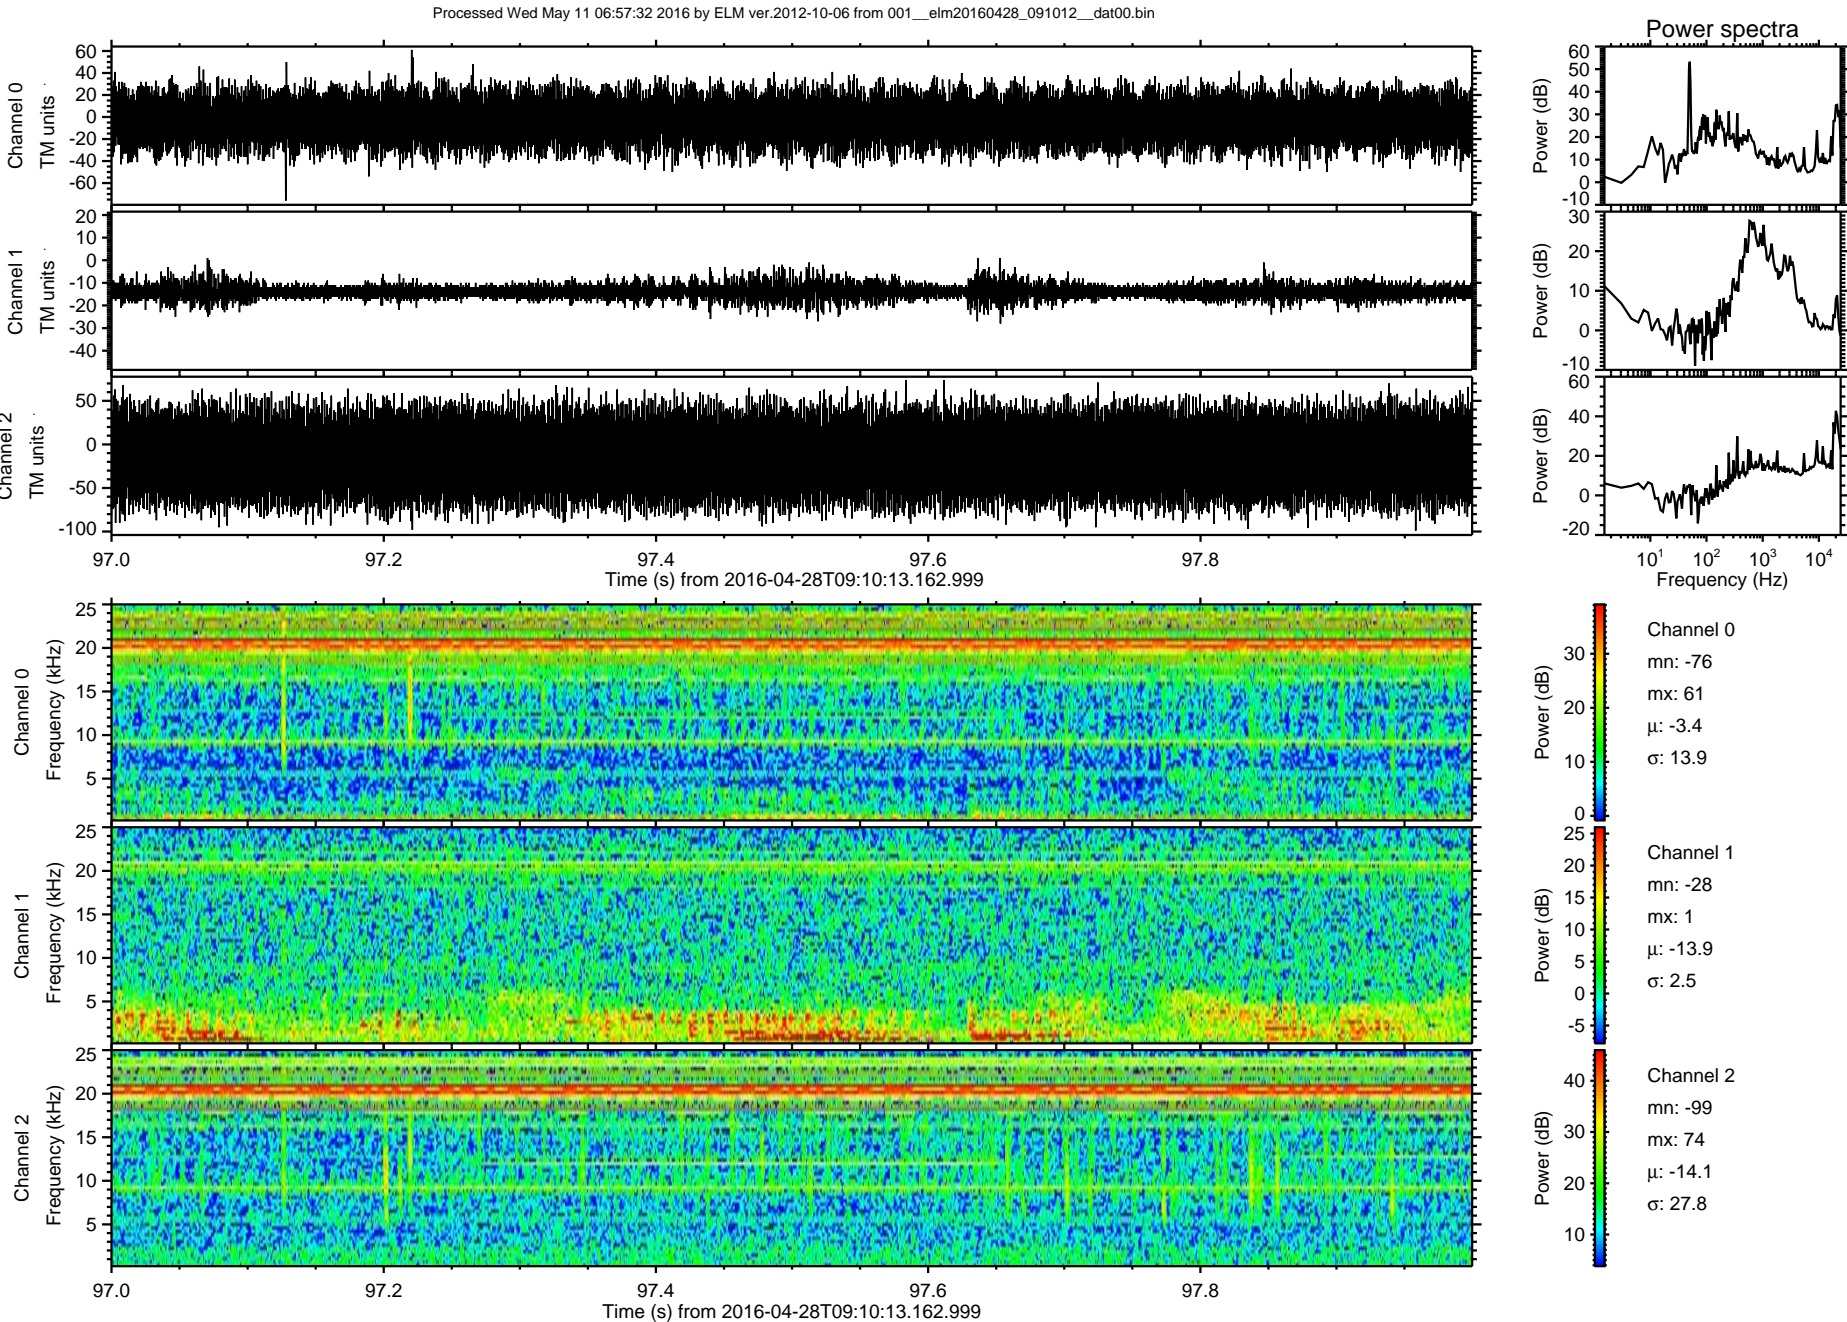 Processed Wed May 11 06:57:32 2016 by ELM ver.2012-10-06 from 001__elm20160428_091012__dat00.bin
Power spectra
Channel 0
TM units
60
40
20
0
-20
-40
-60
Power (dB)
60
50
40
30
20
10
0
-10
Channel 1
TM units
20
10
0
-10
-20
-30
-40
Power (dB)
30
20
10
0
-10
Channel 2
TM units
50
0
-50
-100
Power (dB)
60
40
20
0
-20
97.0 97.2 97.4 97.6 97.8
Time (s) from 2016-04-28T09:10:13.162.999
10^1 10^2 10^3 10^4
Frequency (Hz)
Channel 0
Frequency (kHz)
25
20
15
10
5
Power (dB)
30
20
10
0
Channel 0
mn: -76
mx: 61
μ: -3.4
σ: 13.9
Channel 1
Frequency (kHz)
25
20
15
10
5
Power (dB)
25
20
15
10
5
0
-5
Channel 1
mn: -28
mx: 1
μ: -13.9
σ: 2.5
Channel 2
Frequency (kHz)
25
20
15
10
5
Power (dB)
40
30
20
10
Channel 2
mn: -99
mx: 74
μ: -14.1
σ: 27.8
97.0 97.2 97.4 97.6 97.8
Time (s) from 2016-04-28T09:10:13.162.999